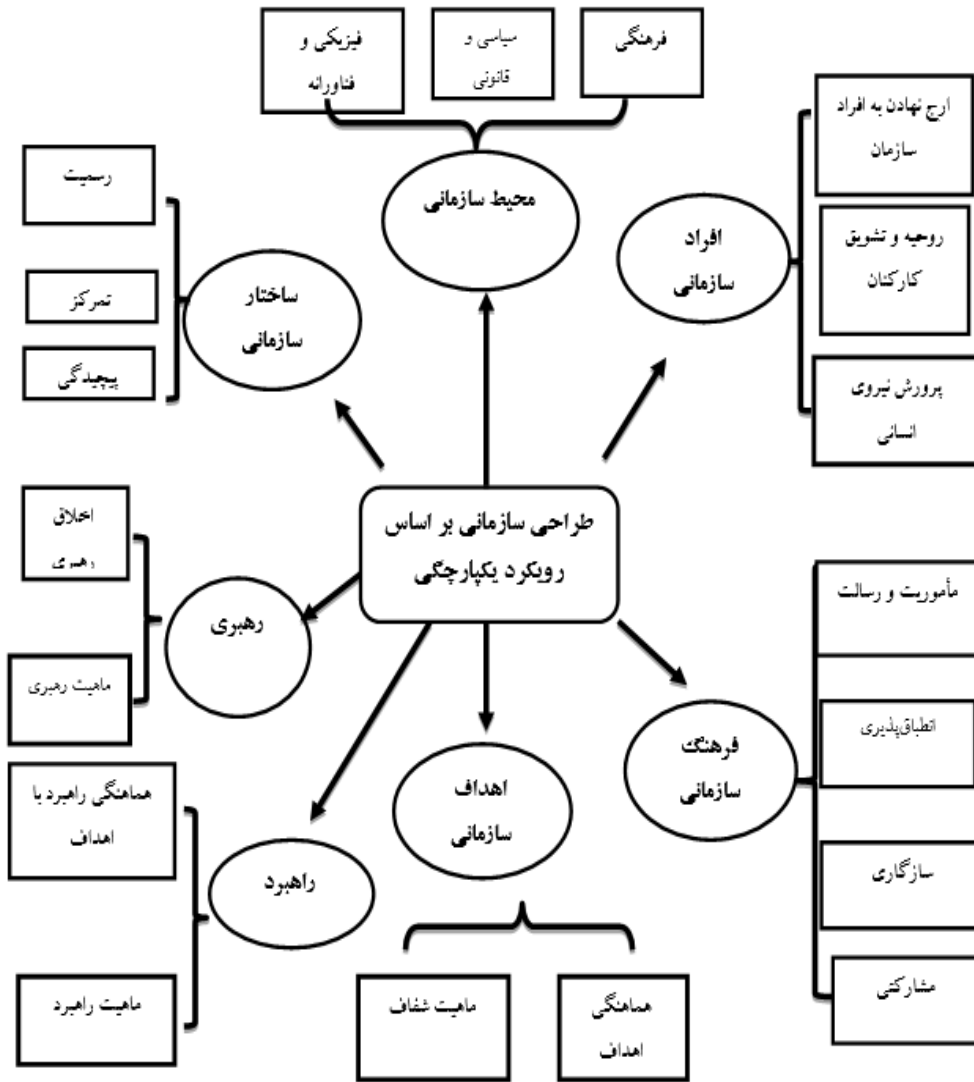 فرهنگی
سیاسی و
قانونی
فیزیکی و
فناورانه
محیط سازمانی
ارج نهادن به افراد
سازمان
روحیه و تشویق
کارکنان
پرورش نیروی
انسانی
افراد
سازمانی
رسمیت
تمرکز
پیچیدگی
ساختار
سازمانی
طراحی سازمانی بر اساس
رویکرد یکپارچگی
اخلاق
رهبری
ماهیت رهبری
رهبری
مأموریت و رسالت
انطباق‌پذیری
سازگاری
مشارکتی
فرهنگ
سازمانی
اهداف
سازمانی
هماهنگی
اهداف
ماهیت شفاف
راهبرد
هماهنگی راهبرد با
اهداف
ماهیت راهبرد